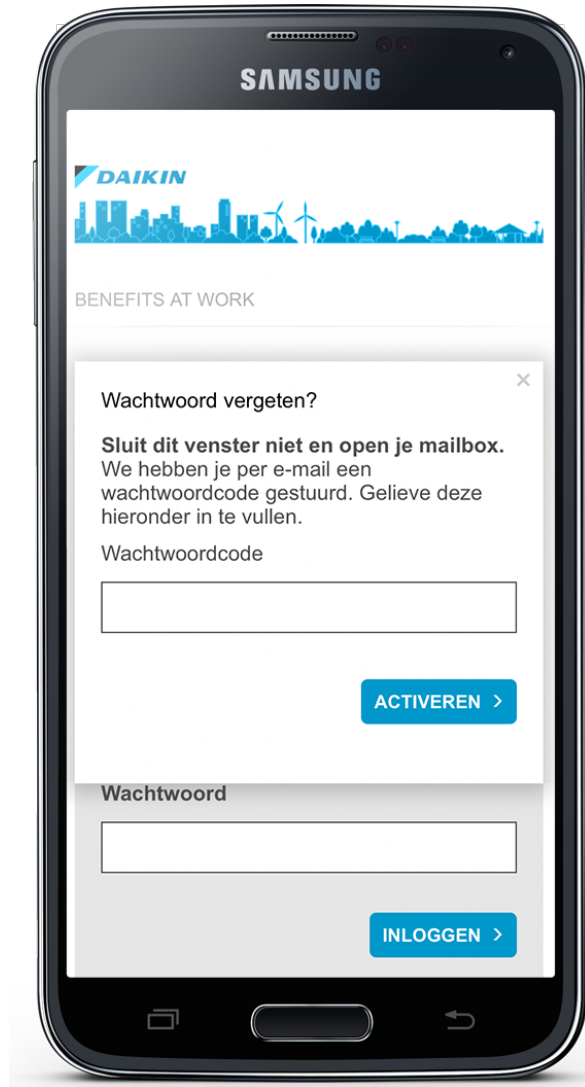 SAMSUNG
DAIKIN
BENEFITS AT WORK
×
Wachtwoord vergeten?
Sluit dit venster niet en open je mailbox.
We hebben je per e-mail een
wachtwoordcode gestuurd. Gelieve deze
hieronder in te vullen.
Wachtwoordcode
ACTIVEREN >
Wachtwoord
INLOGGEN >